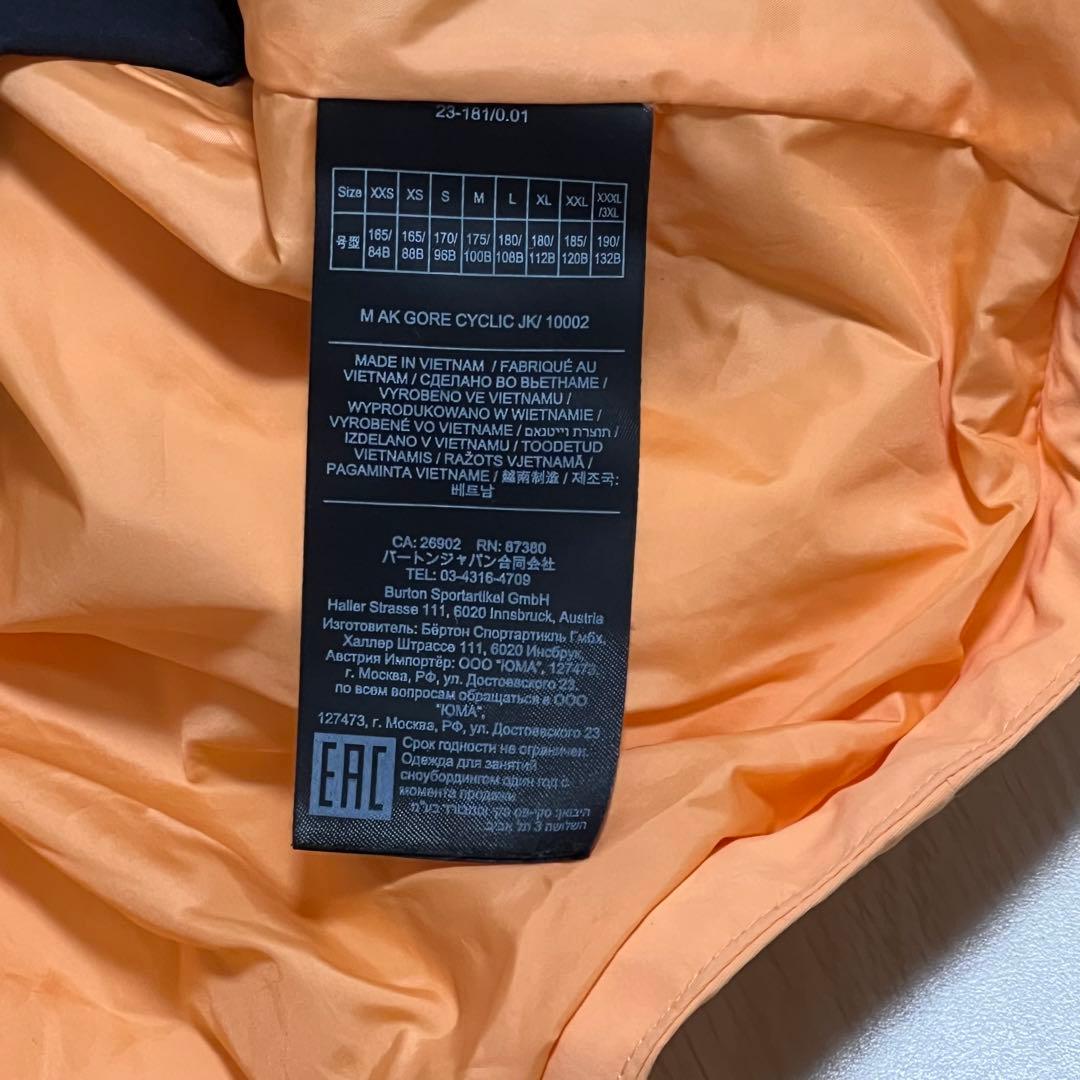 23-181/0.01
Size XXS XS S M L XL XXL XXXL/3XL
号型 165/84B 165/88B 170/96B 175/100B 180/108B 180/112B 185/120B 190/132B
M AK GORE CYCLIC JK/ 10002
MADE IN VIETNAM / FABRIQUÉ AU
VIETNAM / СДЕЛАНО ВО ВЬЕТНАМЕ /
VYROBENO VE VIETNAMU /
WYPRODUKOWANO W WIETNAMIE /
VYROBENÉ VO VIETNAME / תוצרת וייטנאם /
IZDELANO V VIETNAMU / TOODETUD
VIETNAMIS / RAŽOTS VJETNAMĀ /
PAGAMINTA VIETNAME / 越南制造 / 제조국:
베트남
CA: 26902 RN: 87380
バートンジャパン合同会社
TEL: 03-4316-4709
Burton Sportartikel GmbH
Haller Strasse 111, 6020 Innsbruck, Austria
Изготовитель: Бёртон Спортартикль Гмбх,
Халлер Штрассе 111, 6020 Инсбрук,
Австрия Импортёр: ООО "ЮМА", 127473,
г. Москва, РФ, ул. Достоевского 23
по всем вопросам обращаться в ООО
"ЮМА",
127473, г. Москва, РФ, ул. Достоевского 23
EAC
Срок годности не ограничен.
Одежда для занятий
сноубордингом один год с
момента продажи
היבואן:
השלושה 3 תל אביב.